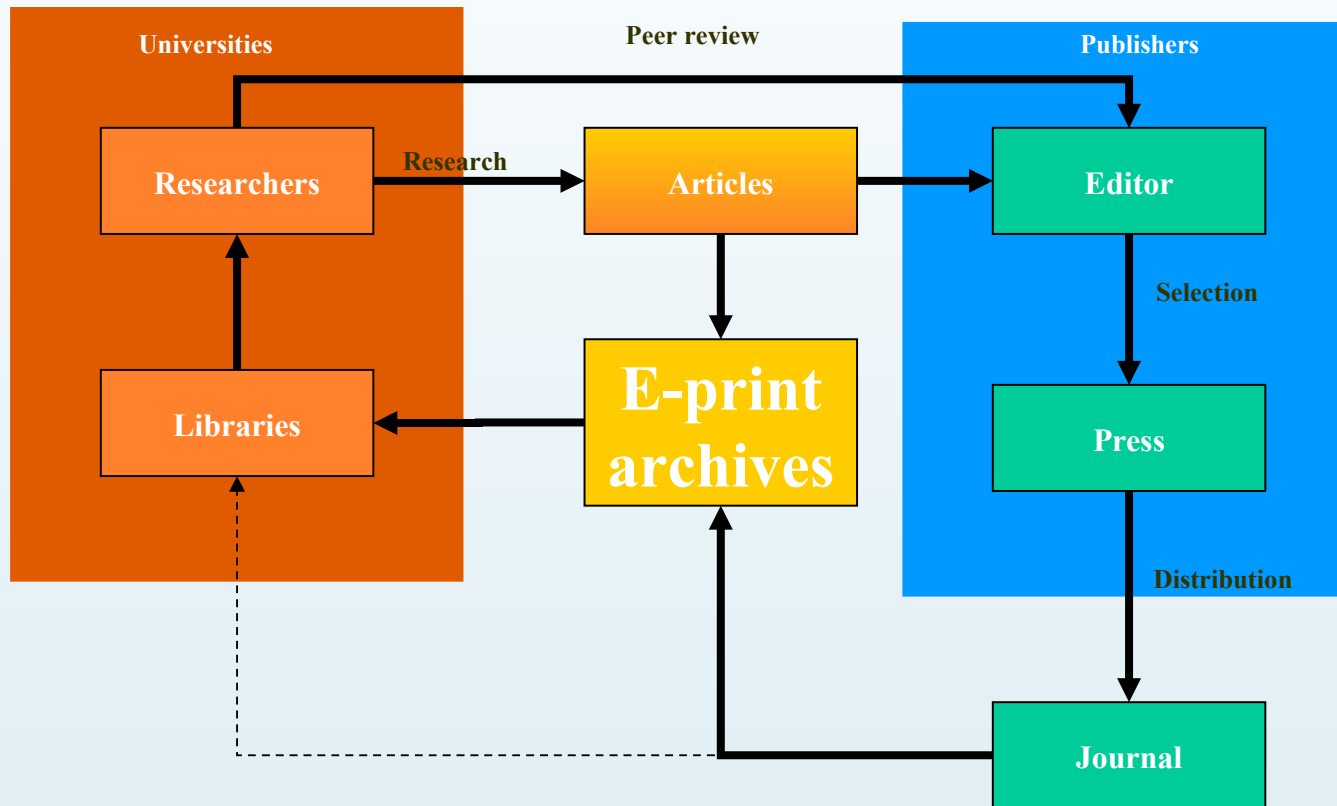 Universities
Peer review
Publishers
Researchers
Research
Articles
Editor
Selection
Libraries
E-print
archives
Press
Distribution
Journal